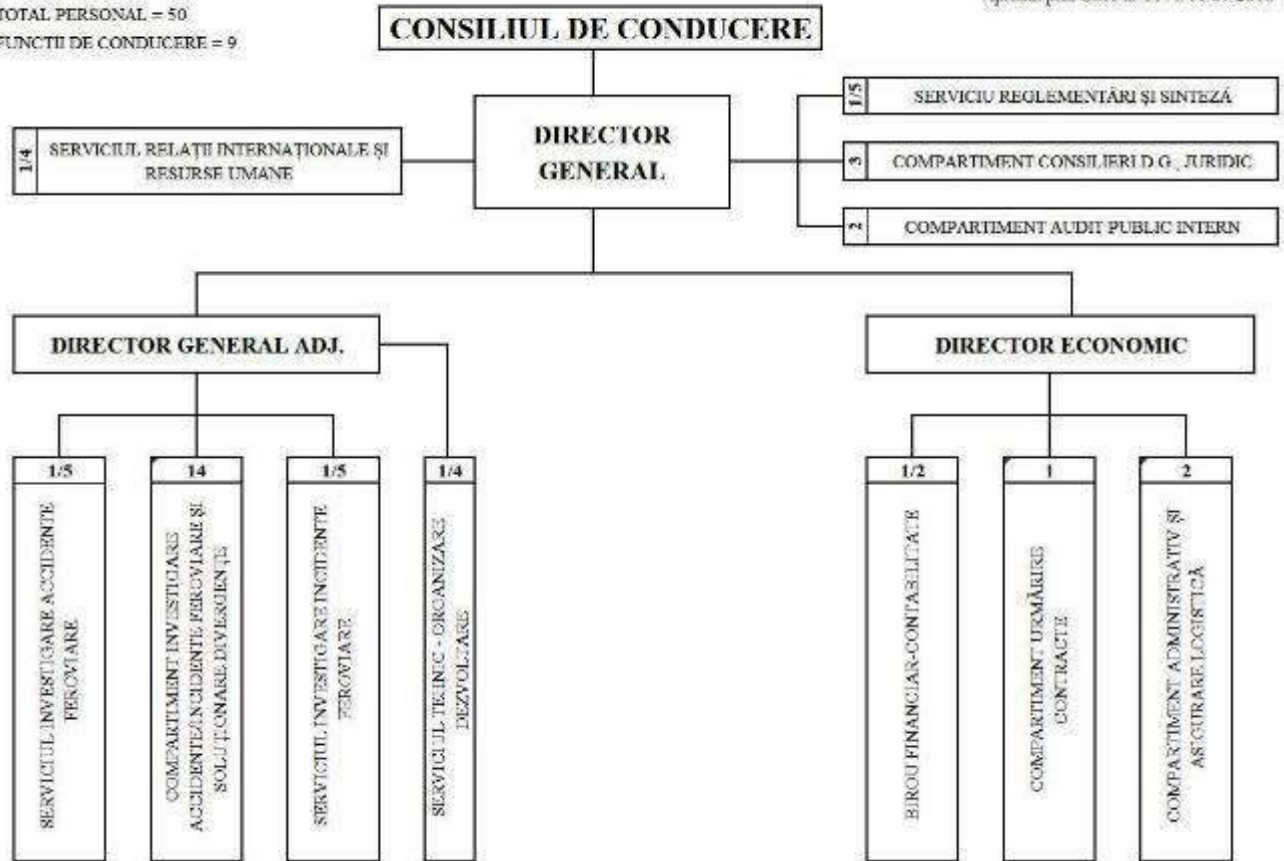 TOTAL PERSONAL = 50
FUNCTII DE CONDUCERE = 9
CONSILIUL DE CONDUCERE
DIRECTOR
GENERAL
1/4
SERVICIUL RELAȚII INTERNAȚIONALE ȘI
RESURSE UMANE
1/5
SERVICIU REGLEMENTĂRI ȘI SINTEZĂ
3
COMPARTIMENT CONSILIERI D.G., JURIDIC
2
COMPARTIMENT AUDIT PUBLIC INTERN
DIRECTOR GENERAL ADJ.
DIRECTOR ECONOMIC
1/5
SERVICIUL INVESTIGARE ACCIDENTE
FEROVIARE
14
COMPARTIMENT INVESTIGARE
ACCIDENTE/INCIDENTE FEROVIARE ȘI
SOLUȚIONARE DIVERGENȚE
1/5
SERVICIUL INVESTIGARE INCIDENTE
FEROVIARE
1/4
SERVICIUL TEHNIC - ORGANIZARE
DEZVOLTARE
1/2
BIROU FINANCIAR-CONTABILITATE
1
COMPARTIMENT URMĂRIRE
CONTRACTE
2
COMPARTIMENT ADMINISTRATIV ȘI
ASIGURARE LOGISTICĂ